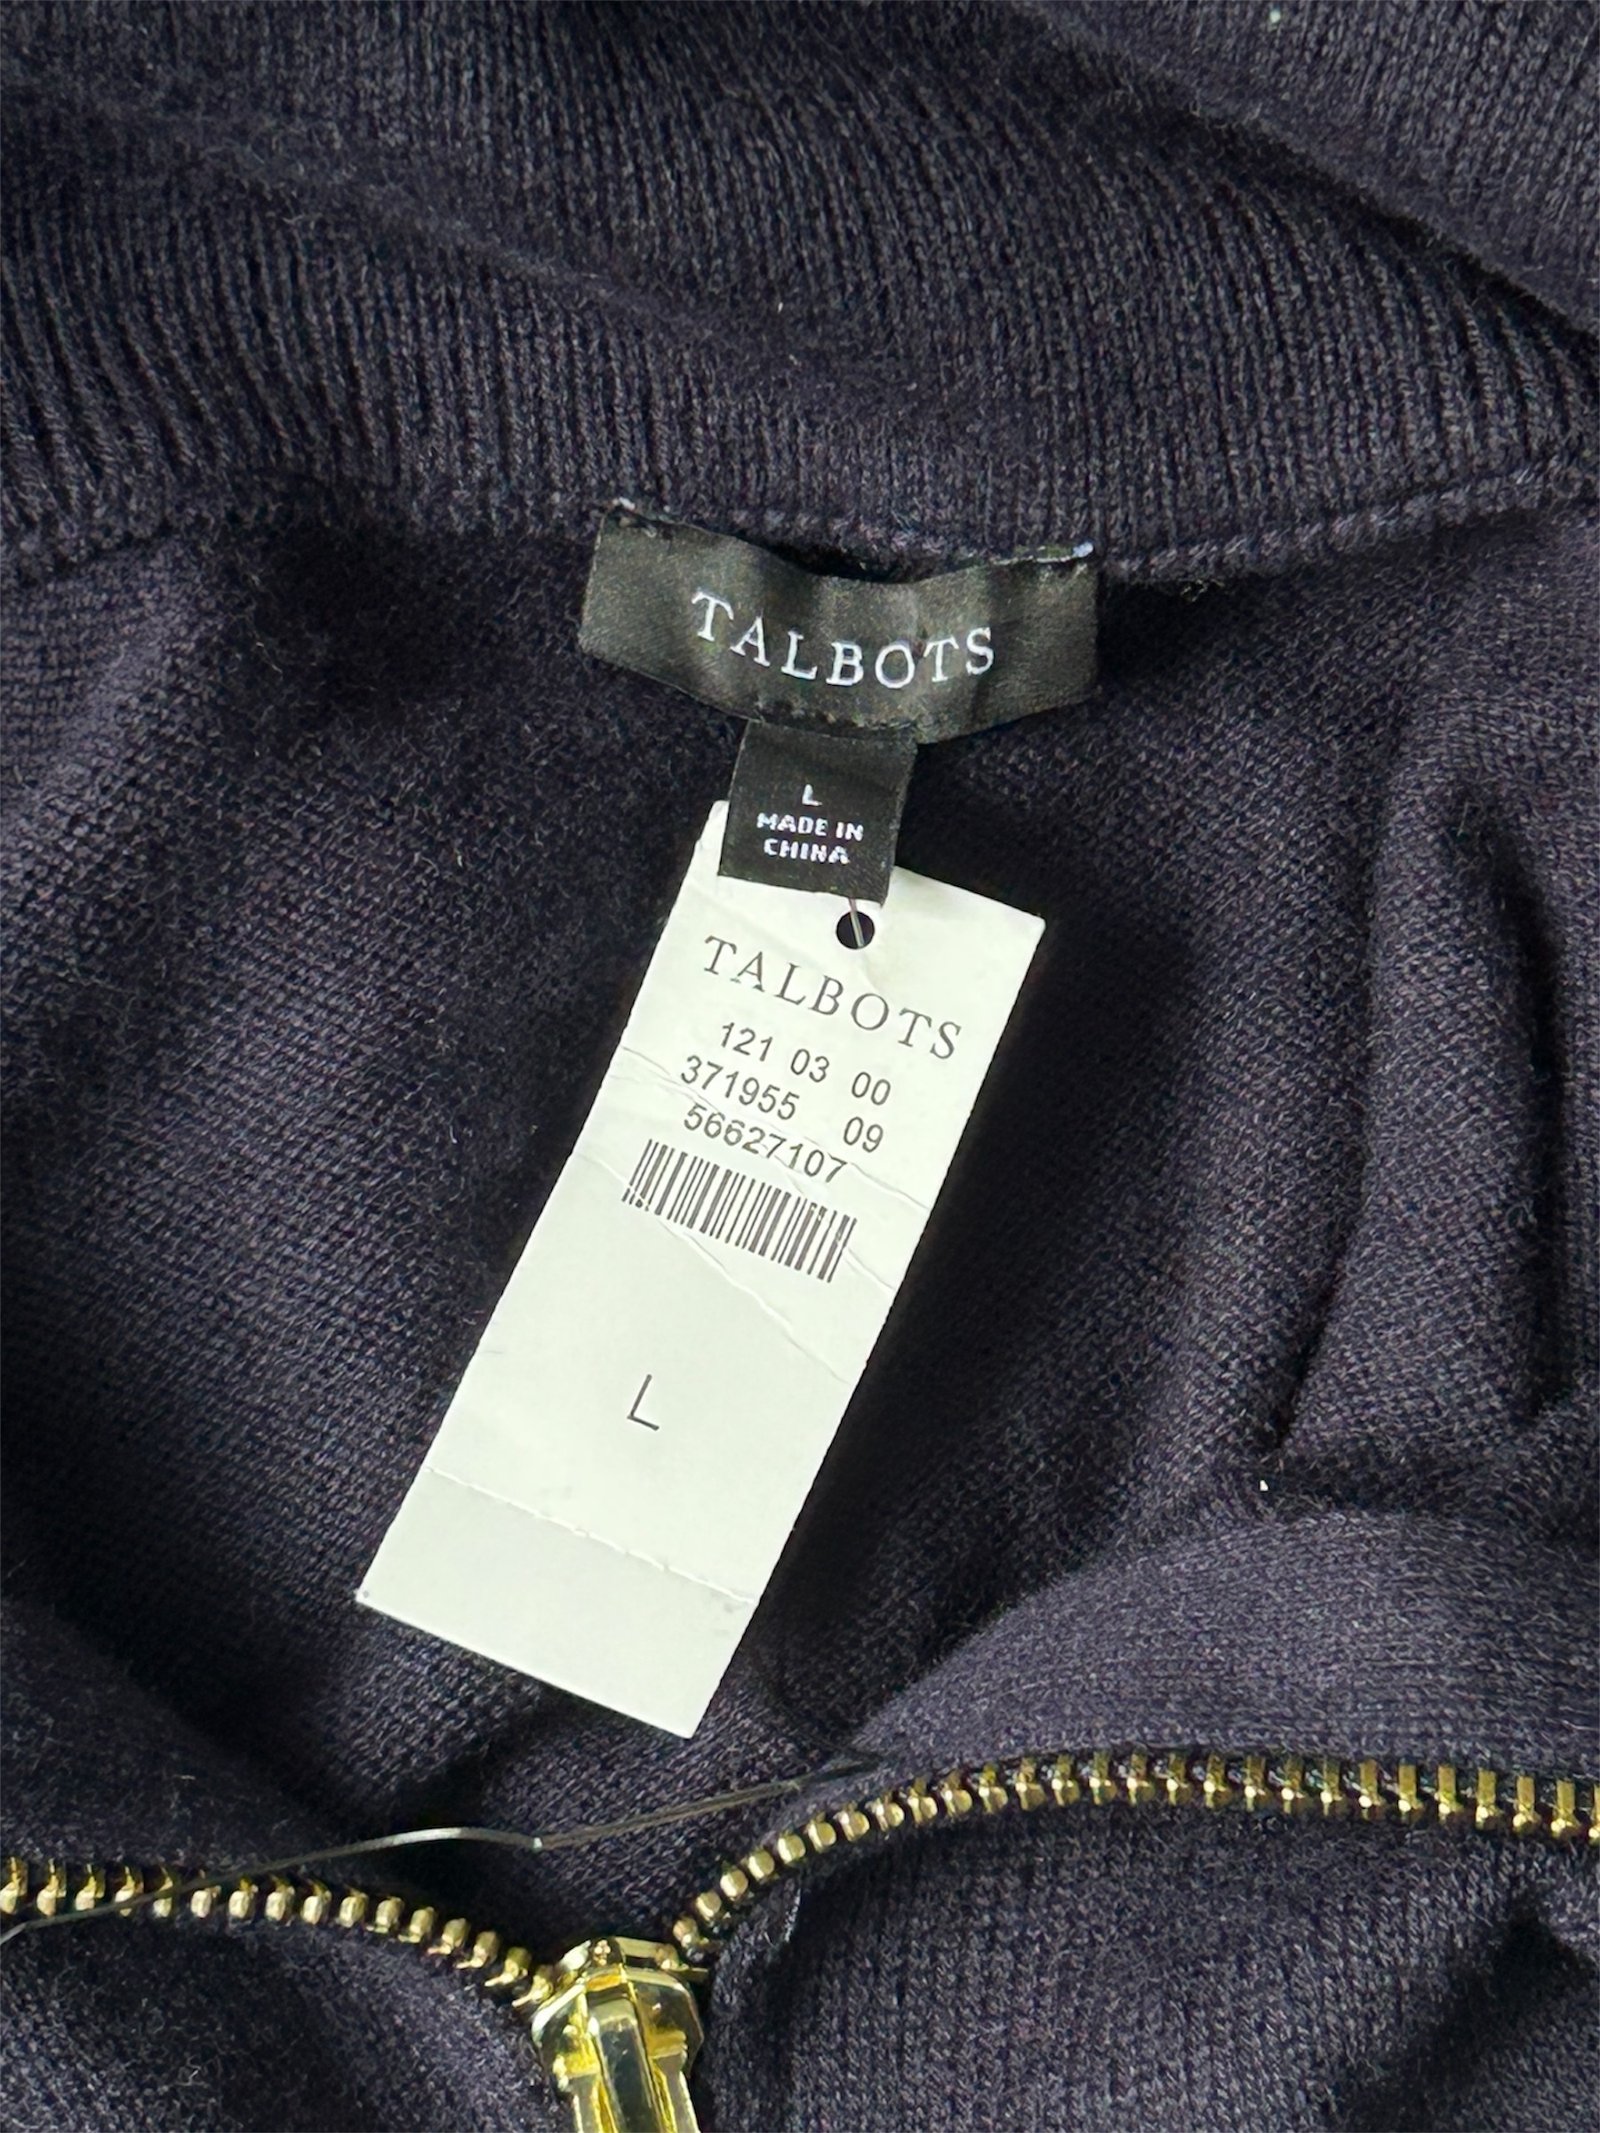 TALBOTS
L
MADE IN
CHINA
TALBOTS
121 03 00
371955 09
56627107
L